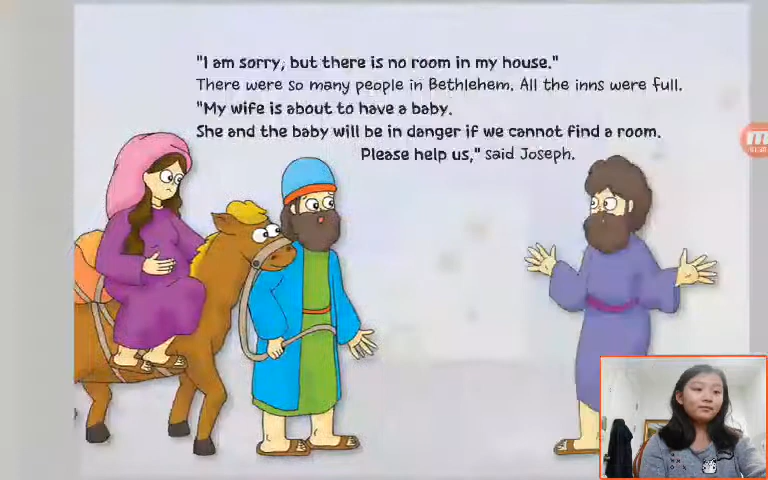 "I am sorry, but there is no room in my house."
There were so many people in Bethlehem. All the inns were full.
"My wife is about to have a baby.
She and the baby will be in danger if we cannot find a room.
Please help us," said Joseph.